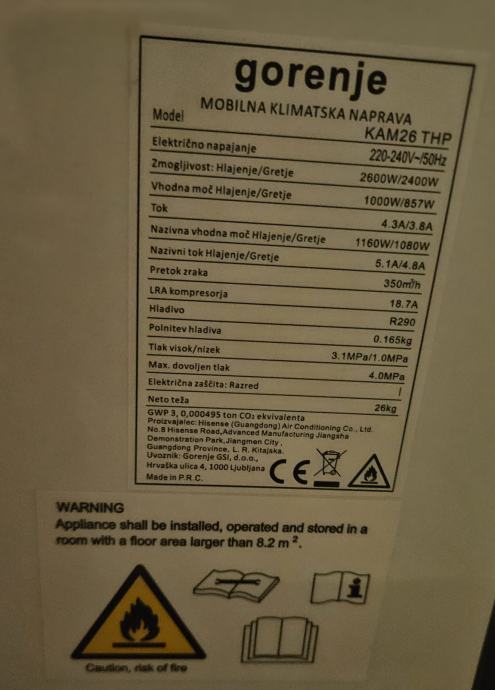 gorenje
MOBILNA KLIMATSKA NAPRAVA
Model KAM26 THP
Električno napajanje 220-240V~/50Hz
Zmogljivost: Hlajenje/Gretje 2600W/2400W
Vhodna moč Hlajenje/Gretje 1000W/857W
Tok 4.3A/3.8A
Nazivna vhodna moč Hlajenje/Gretje 1160W/1080W
Nazivni tok Hlajenje/Gretje 5.1A/4.8A
Pretok zraka 350m³/h
LRA kompresorja 18.7A
Hladivo R290
Polnitev hladiva 0.165kg
Tlak visok/nizek 3.1MPa/1.0MPa
Max. dovoljen tlak 4.0MPa
Električna zaščita: Razred I
Neto teža 26kg
GWP 3, 0,000495 ton CO₂ ekvivalenta
Proizvajalec: Hisense (Guangdong) Air Conditioning Co., Ltd.
No.8 Hisense Road,Advanced Manufacturing Jiangsha
Demonstration Park,Jiangmen City,
Guangdong Province, L. R. Kitajska.
Uvoznik: Gorenje GSI, d.o.o.,
Hrvaška ulica 4, 1000 Ljubljana
Made in P.R.C.
CE
WARNING
Appliance shall be installed, operated and stored in a
room with a floor area larger than 8.2 m ².
Caution, risk of fire